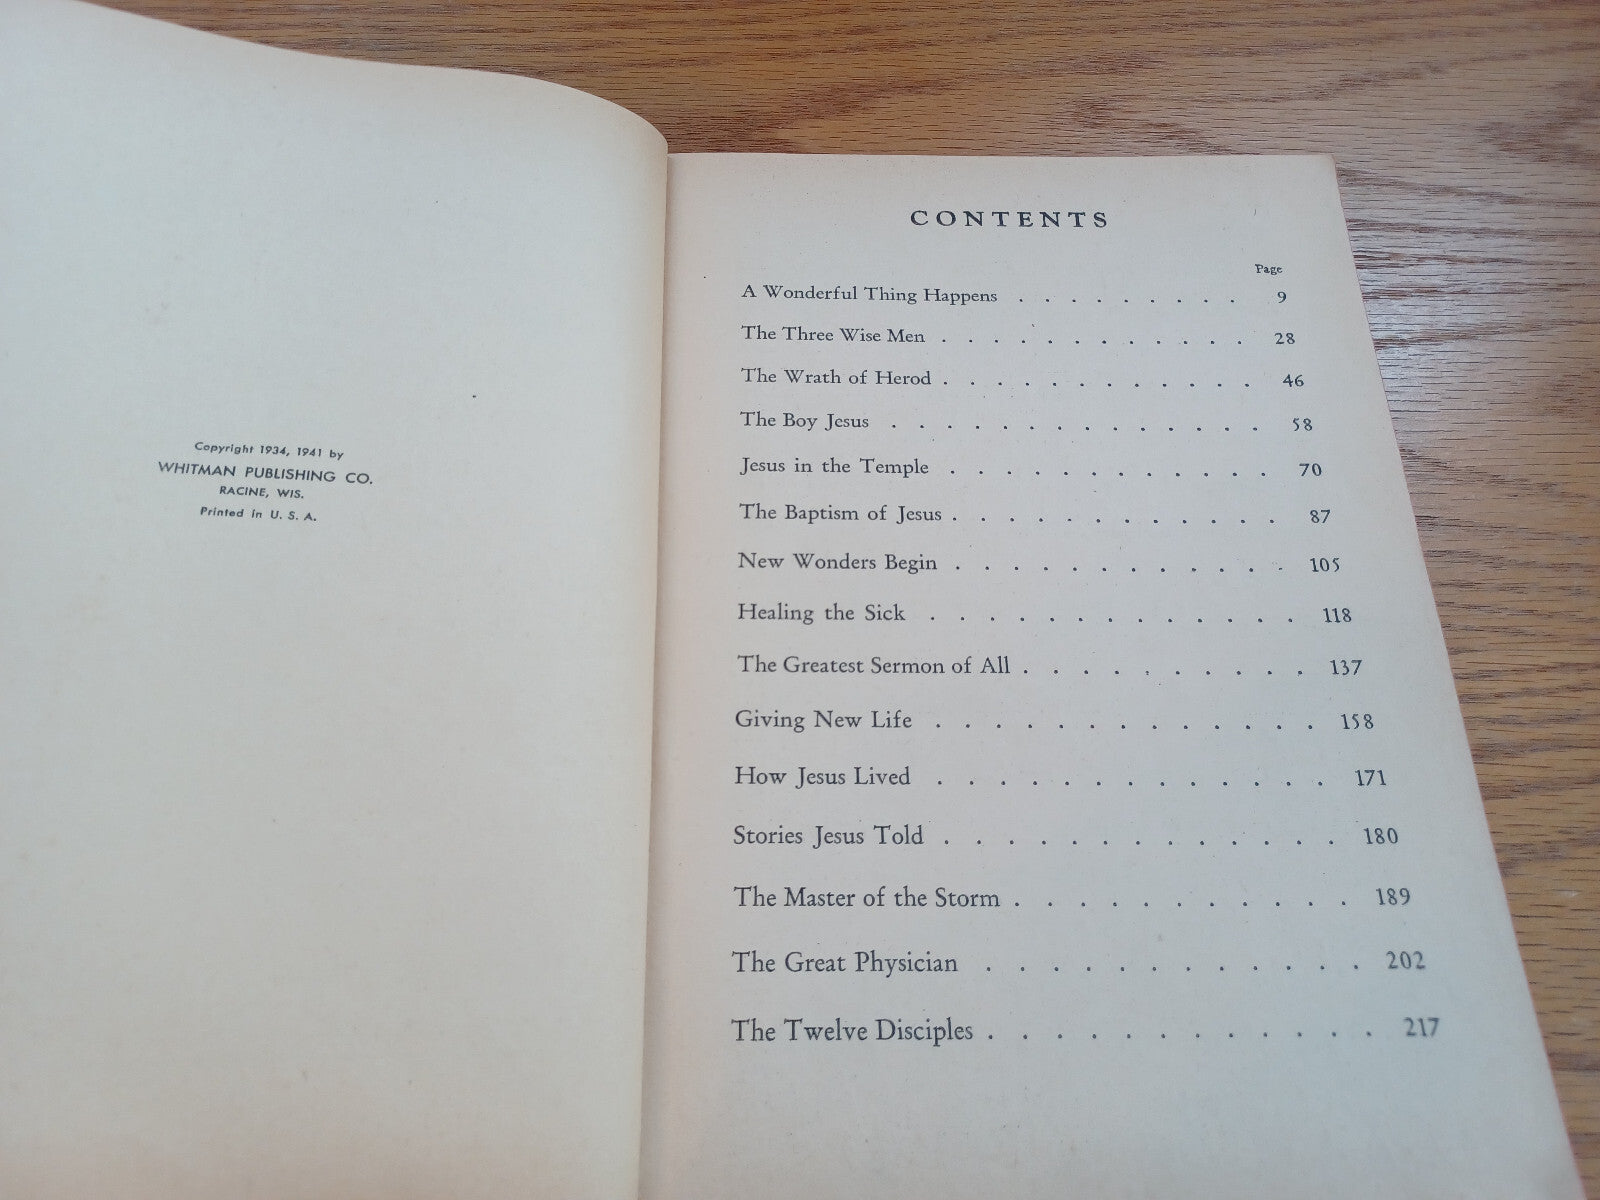 Copyright 1934, 1941 by
WHITMAN PUBLISHING CO.
RACINE, WIS.
Printed in U. S. A.
CONTENTS
Page
A Wonderful Thing Happens . . . . . . . . . 9
The Three Wise Men . . . . . . . . . . . . 28
The Wrath of Herod . . . . . . . . . . . . 46
The Boy Jesus . . . . . . . . . . . . . . 58
Jesus in the Temple . . . . . . . . . . . . 70
The Baptism of Jesus . . . . . . . . . . . . 87
New Wonders Begin . . . . . . . . . . . . 105
Healing the Sick . . . . . . . . . . . . . 118
The Greatest Sermon of All . . . . . . . . . . 137
Giving New Life . . . . . . . . . . . . . 158
How Jesus Lived . . . . . . . . . . . . . 171
Stories Jesus Told . . . . . . . . . . . . . 180
The Master of the Storm . . . . . . . . . . . 189
The Great Physician . . . . . . . . . . . . 202
The Twelve Disciples . . . . . . . . . . . . 217